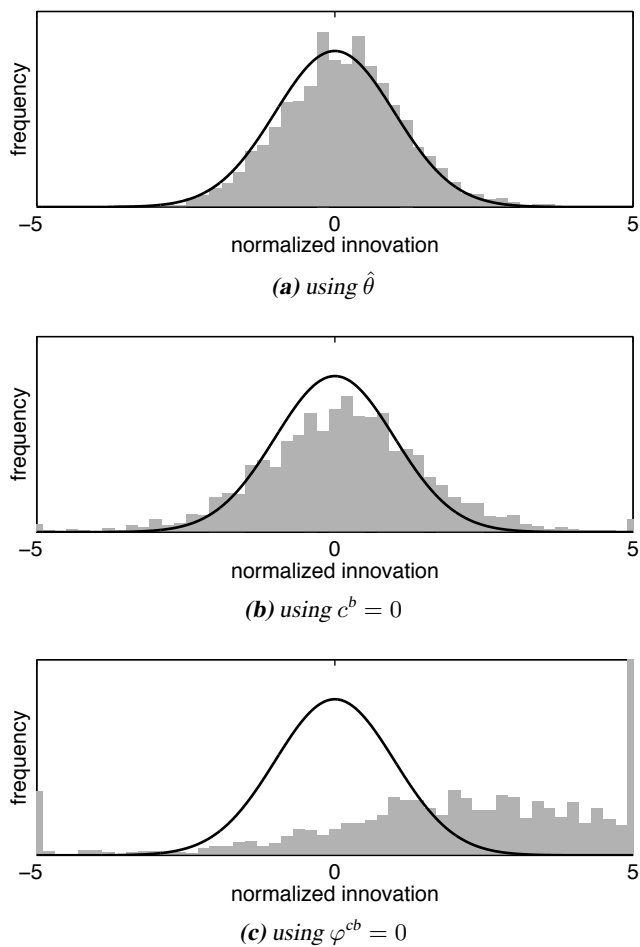 frequency
−5
0
5
normalized innovation
(a) using θ̂
frequency
−5
0
5
normalized innovation
(b) using cᵇ = 0
frequency
−5
0
5
normalized innovation
(c) using φᶜᵇ = 0